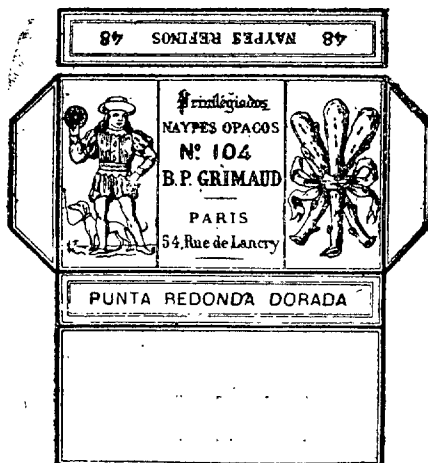 48 NAYPES REFINOS 48
Privilegiados
NAYPES OPACOS
Nº 104
B.P. GRIMAUD
PARIS
54, Rue de Lancry
PUNTA REDONDA DORADA